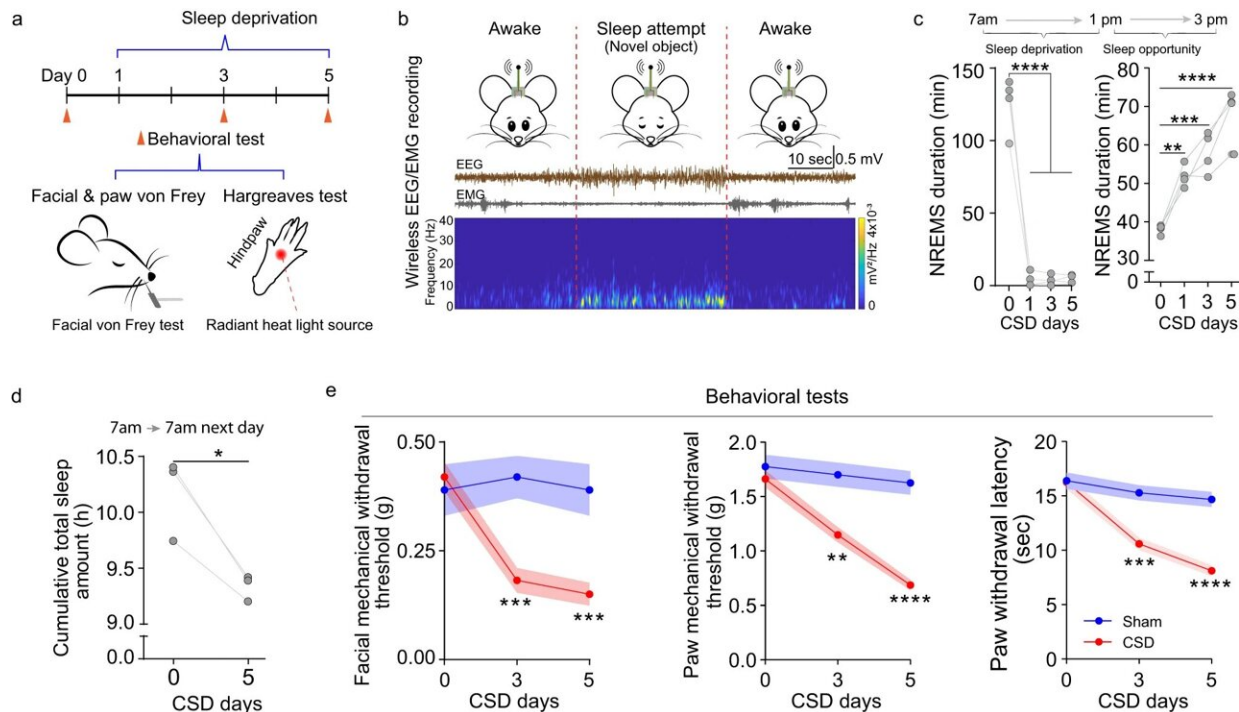 a
Sleep deprivation
Day 0 1 3 5
Behavioral test
Facial & paw von Frey
Hargreaves test
Hindpaw
Facial von Frey test
Radiant heat light source
b
Wireless EEG/EMG recording
Awake
Sleep attempt
(Novel object)
Awake
10 sec
0.5 mV
EEG
EMG
Frequency (Hz)
40
30
20
10
0
4x10⁻³
mV²/Hz
0
c
7am
1 pm
3 pm
Sleep deprivation
Sleep opportunity
NREMS duration (min)
150
100
50
0
****
0 1 3 5
CSD days
NREMS duration (min)
80
70
60
50
40
30
0
****
***
**
0 1 3 5
CSD days
d
7am → 7am next day
Cumulative total sleep
amount (h)
10.5
10.0
9.5
9.0
0.0
*
0 5
CSD days
e
Behavioral tests
Facial mechanical withdrawal
threshold (g)
0.50
0.25
0.00
***
***
0 3 5
CSD days
Paw mechanical withdrawal
threshold (g)
2.0
1.5
1.0
0.5
0.0
**
****
0 3 5
CSD days
Paw withdrawal latency
(sec)
20
15
10
5
0
***
****
Sham
CSD
0 3 5
CSD days